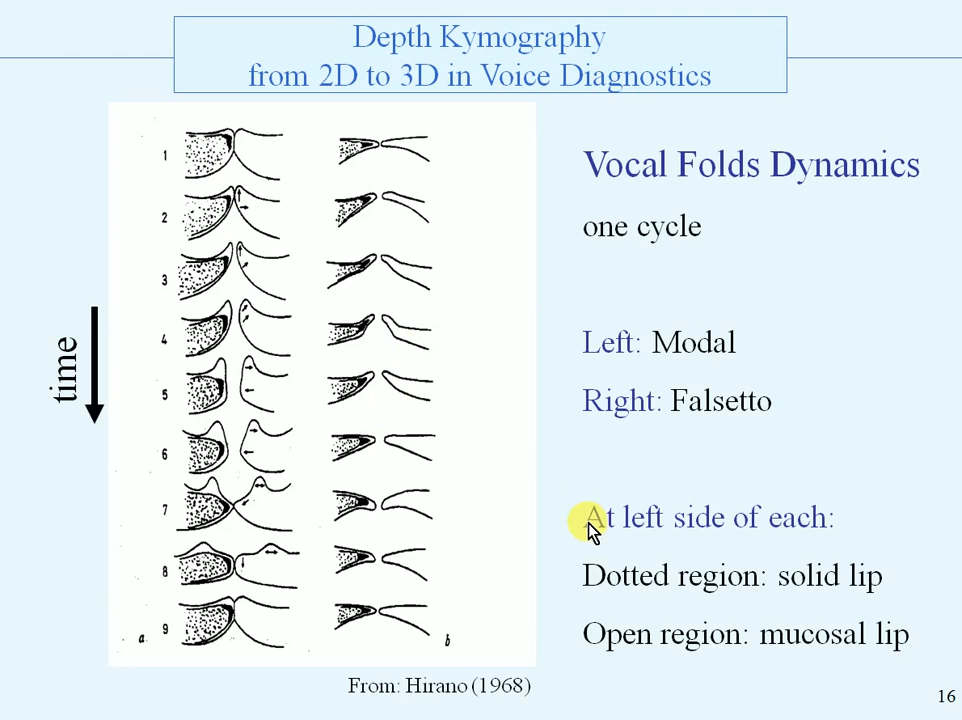 Depth Kymography
from 2D to 3D in Voice Diagnostics
time
1
2
3
4
5
6
7
8
9
a
b
Vocal Folds Dynamics
one cycle
Left: Modal
Right: Falsetto
At left side of each:
Dotted region: solid lip
Open region: mucosal lip
From: Hirano (1968)
16